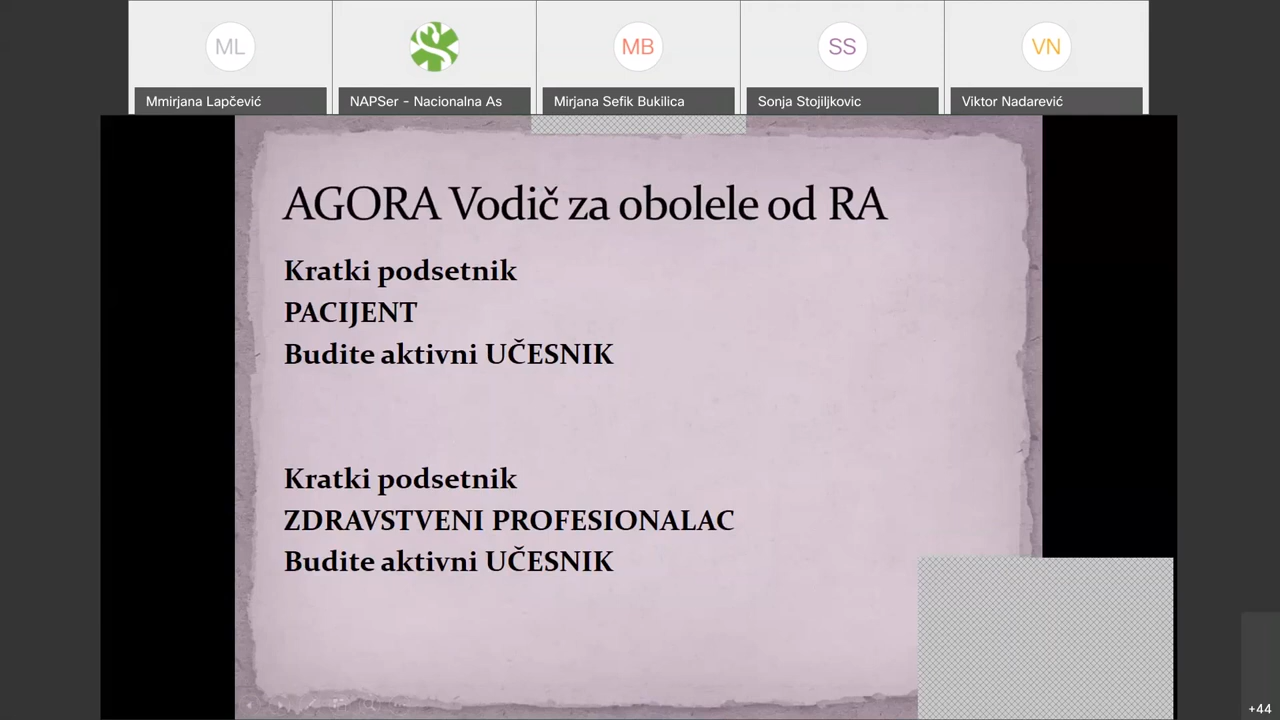 ML
MB
SS
VN
Mmirjana Lapčević
NAPSer - Nacionalna As
Mirjana Sefik Bukilica
Sonja Stojiljkovic
Viktor Nadarević
AGORA Vodič za obolele od RA
Kratki podsetnik
PACIJENT
Budite aktivni UČESNIK
Kratki podsetnik
ZDRAVSTVENI PROFESIONALAC
Budite aktivni UČESNIK
+44